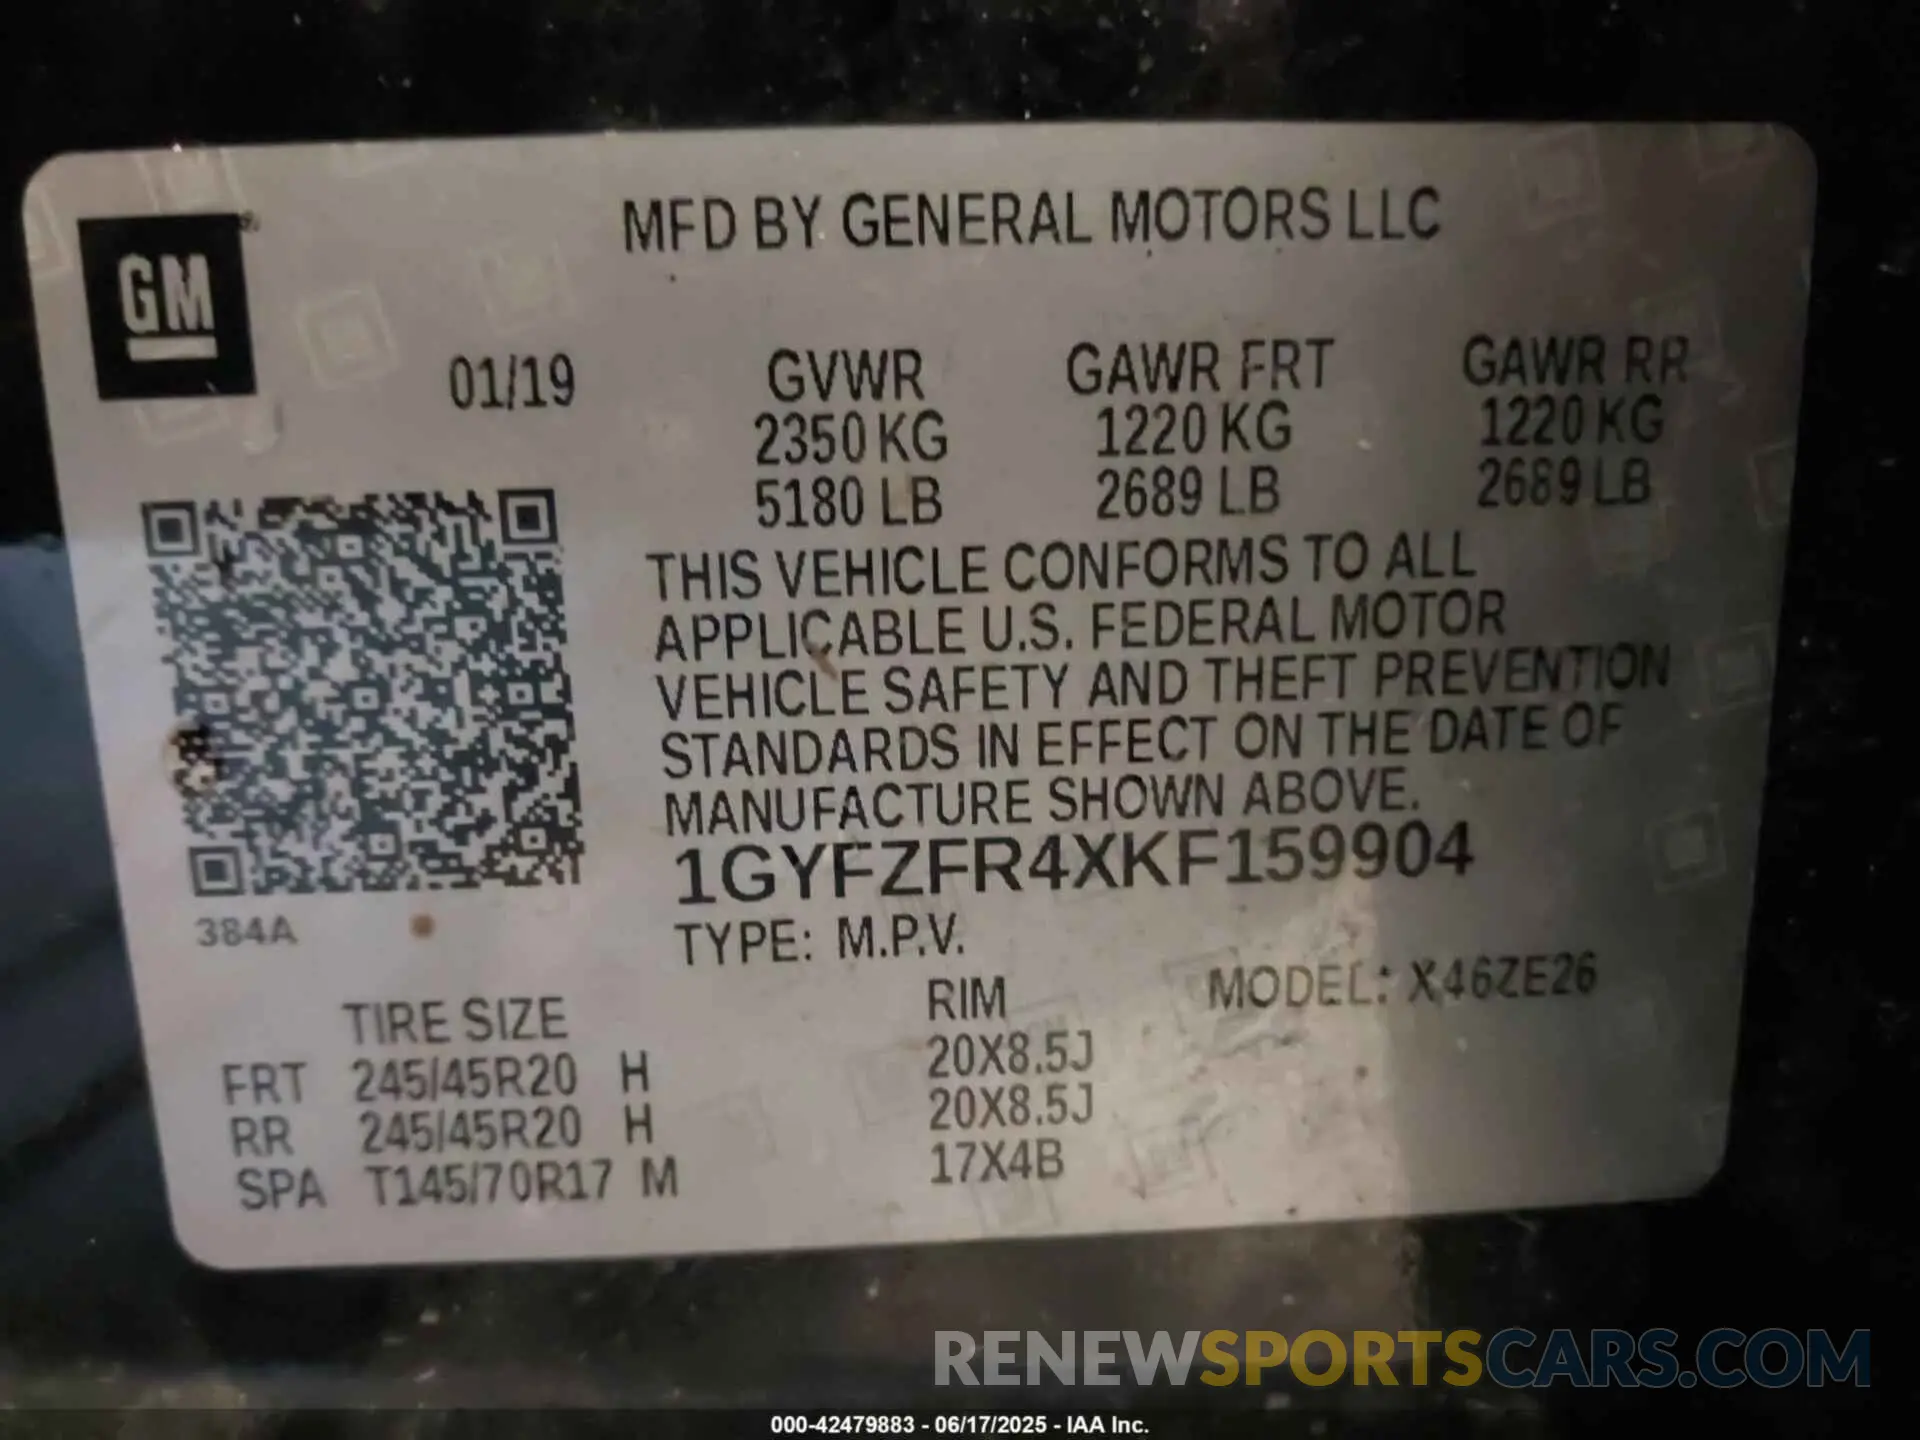 MFD BY GENERAL MOTORS LLC
GM
01/19
GVWR GAWR FRT GAWR RR
2350 KG 1220 KG 1220 KG
5180 LB 2689 LB 2689 LB
THIS VEHICLE CONFORMS TO ALL
APPLICABLE U.S. FEDERAL MOTOR
VEHICLE SAFETY AND THEFT PREVENTION
STANDARDS IN EFFECT ON THE DATE OF
MANUFACTURE SHOWN ABOVE.
1GYFZFR4XKF159904
384A
TYPE: M.P.V.
MODEL: X46ZE26
TIRE SIZE RIM
FRT 245/45R20 H 20X8.5J
RR 245/45R20 H 20X8.5J
SPA T145/70R17 M 17X4B
RENEWSPORTSCARS.COM
000-42479883 - 06/17/2025 - IAA Inc.